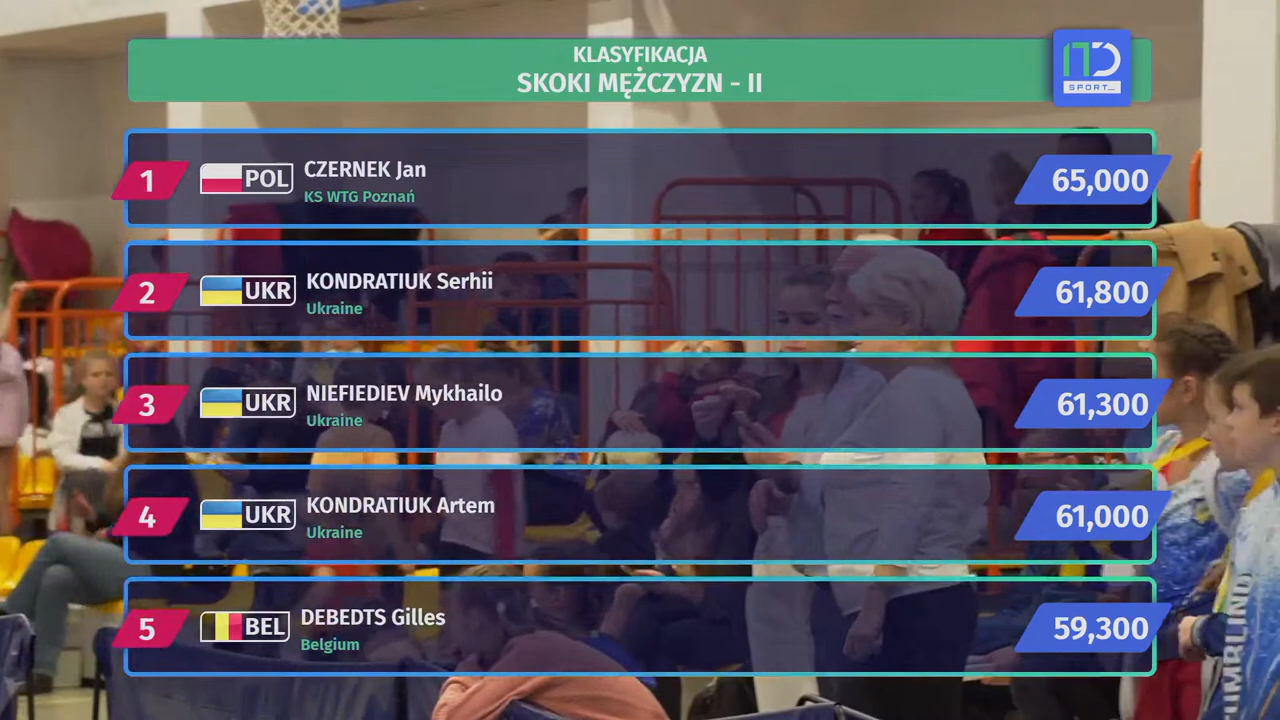 KLASYFIKACJA
SKOKI MĘŻCZYZN - II
SPORT
1 POL CZERNEK Jan 65,000
KS WTG Poznań
2 UKR KONDRATIUK Serhii 61,800
Ukraine
3 UKR NIEFIEDIEV Mykhailo 61,300
Ukraine
4 UKR KONDRATIUK Artem 61,000
Ukraine
5 BEL DEBEDTS Gilles 59,300
Belgium